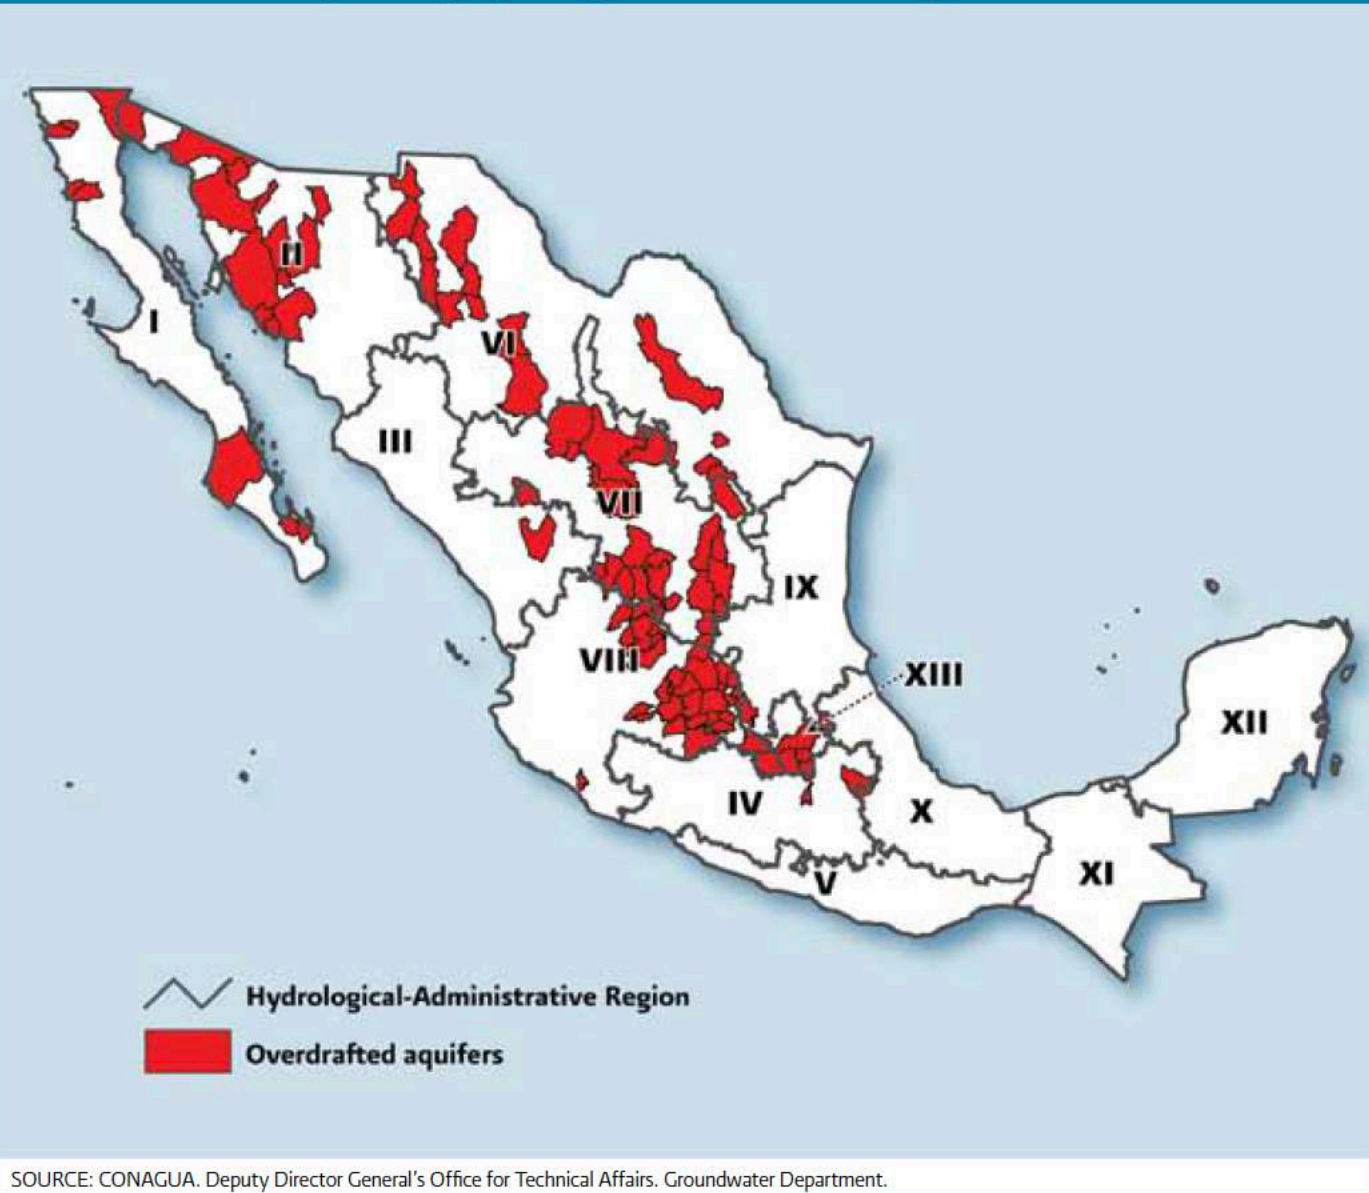 II
I
VI
III
VII
IX
VIII
XIII
XII
IV
X
V
XI
Hydrological-Administrative Region
Overdrafted aquifers
SOURCE: CONAGUA. Deputy Director General's Office for Technical Affairs. Groundwater Department.